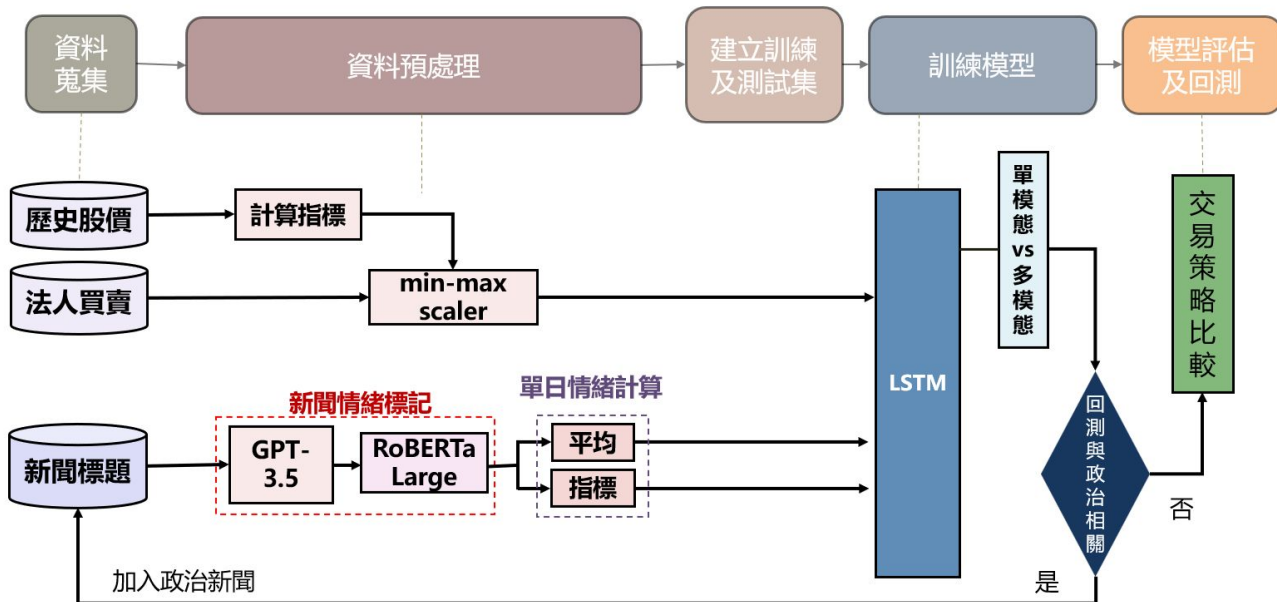 資料
蒐集
資料預處理
建立訓練
及測試集
訓練模型
模型評估
及回測
歷史股價
計算指標
法人買賣
min-max
scaler
新聞標題
新聞情緒標記
GPT-
3.5
RoBERTa
Large
單日情緒計算
平均
指標
LSTM
單模態vs多模態
回測與政治相關
交易策略比較
否
是
加入政治新聞